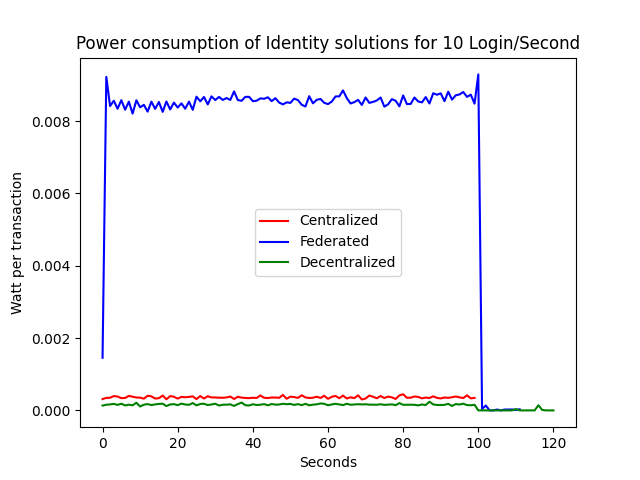 Power consumption of Identity solutions for 10 Login/Second
Watt per transaction
0.008
0.006
0.004
0.002
0.000
Centralized
Federated
Decentralized
0 20 40 60 80 100 120
Seconds